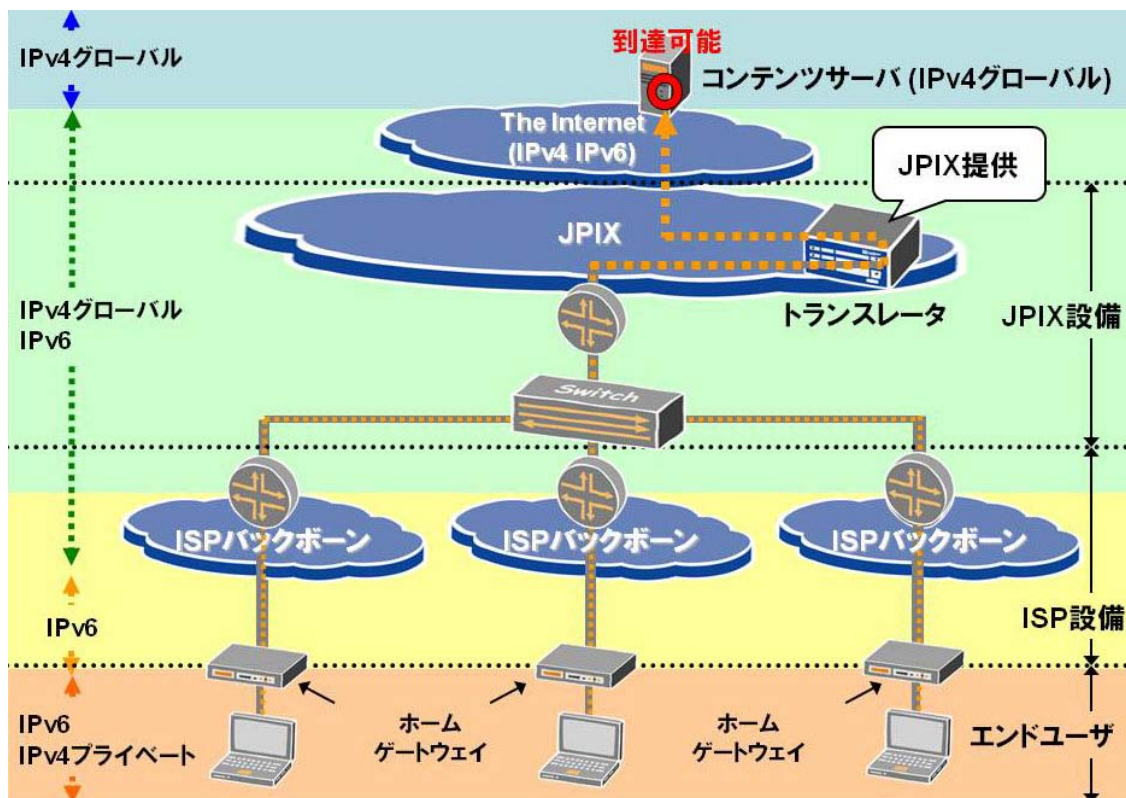 到達可能
IPv4グローバル
コンテンツサーバ (IPv4グローバル)
The Internet
(IPv4 IPv6)
JPIX提供
JPIX
IPv4グローバル
IPv6
トランスレータ
JPIX設備
Switch
ISPバックボーン
ISPバックボーン
ISPバックボーン
IPv6
ISP設備
IPv6
IPv4プライベート
ホーム
ゲートウェイ
ホーム
ゲートウェイ
エンドユーザ